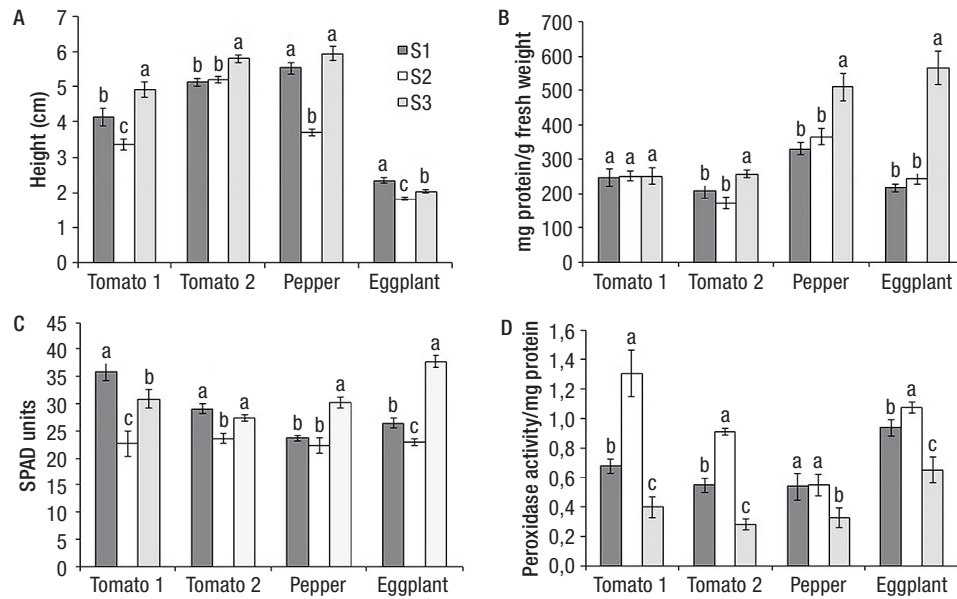 A
Height (cm)
7
6
5
4
3
2
1
0
b
c
a
b
b
a
a
b
a
a
c
b
S1
S2
S3
Tomato 1
Tomato 2
Pepper
Eggplant
B
mg protein/g fresh weight
700
600
500
400
300
200
100
0
a
a
a
b
b
a
b
b
a
b
b
a
Tomato 1
Tomato 2
Pepper
Eggplant
C
SPAD units
45
40
35
30
25
20
15
10
5
0
a
c
b
a
b
a
b
b
a
b
c
a
Tomato 1
Tomato 2
Pepper
Eggplant
D
Peroxidase activity/mg protein
1,6
1,4
1,2
1,0
0,8
0,6
0,4
0,2
0,0
b
a
c
b
a
c
a
a
b
b
a
c
Tomato 1
Tomato 2
Pepper
Eggplant